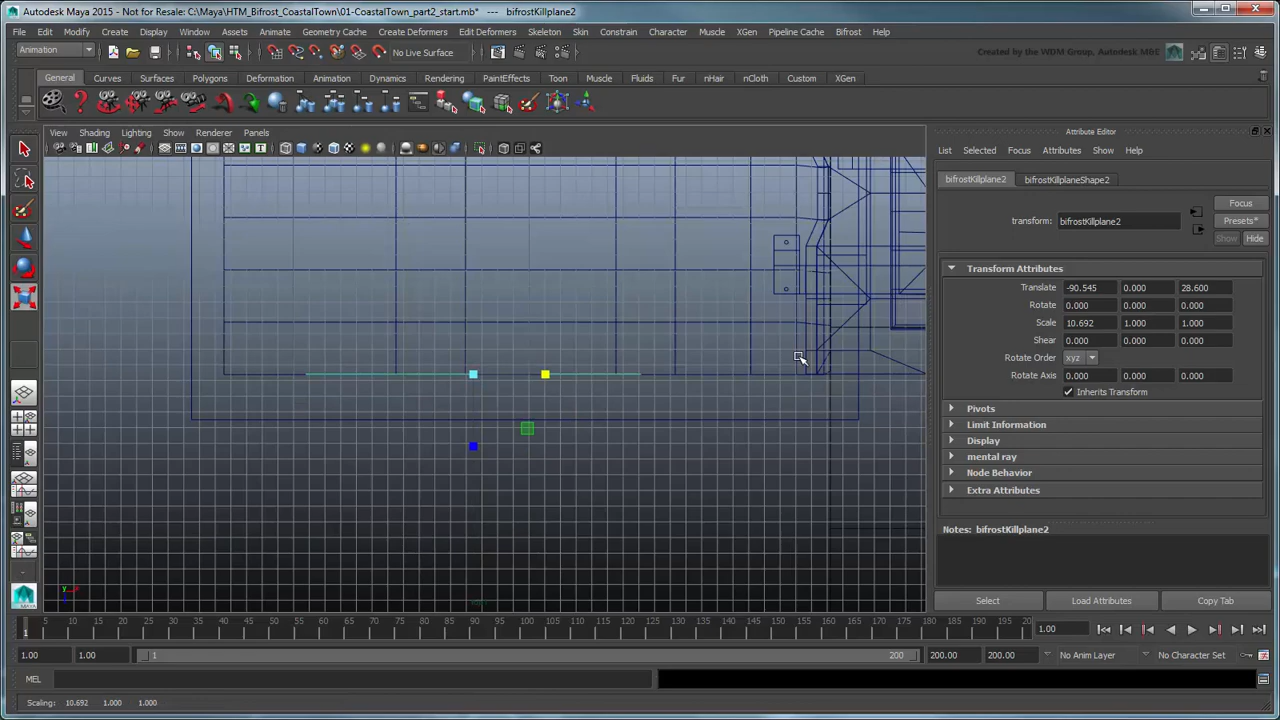 Autodesk Maya 2015 - Not for Resale: C:\Maya\HTM_Bifrost_CoastalTown\01-CoastalTown_part2_start.mb* --- bifrostKillplane2
File Edit Modify Create Display Window Assets Animate Geometry Cache Create Deformers Edit Deformers Skeleton Skin Constrain Character Muscle XGen Pipeline Cache Bifrost Help
Animation
No Live Surface
Created by the WDM Group, Autodesk M&E
General Curves Surfaces Polygons Deformation Animation Dynamics Rendering PaintEffects Toon Muscle Fluids Fur nHair nCloth Custom XGen
View Shading Lighting Show Renderer Panels
Attribute Editor
List Selected Focus Attributes Show Help
bifrostKillplane2 bifrostKillplaneShape2
Focus
transform: bifrostKillplane2
Presets*
Show Hide
Transform Attributes
Translate -90.545 0.000 28.600
Rotate 0.000 0.000 0.000
Scale 10.692 1.000 1.000
Shear 0.000 0.000 0.000
Rotate Order xyz
Rotate Axis 0.000 0.000 0.000
Inherits Transform
Pivots
Limit Information
Display
mental ray
Node Behavior
Extra Attributes
Notes: bifrostKillplane2
Select Load Attributes Copy Tab
y x
MAYA
5 10 15 20 25 30 35 40 45 50 55 60 65 70 75 80 85 90 95 100 105 110 115 120 125 130 135 140 145 150 155 160 165 170 175 180 185 190 195
1
1.00
1.00 1.00 1 200 200.00 200.00 No Anim Layer No Character Set
MEL
Scaling: 10.692 1.000 1.000